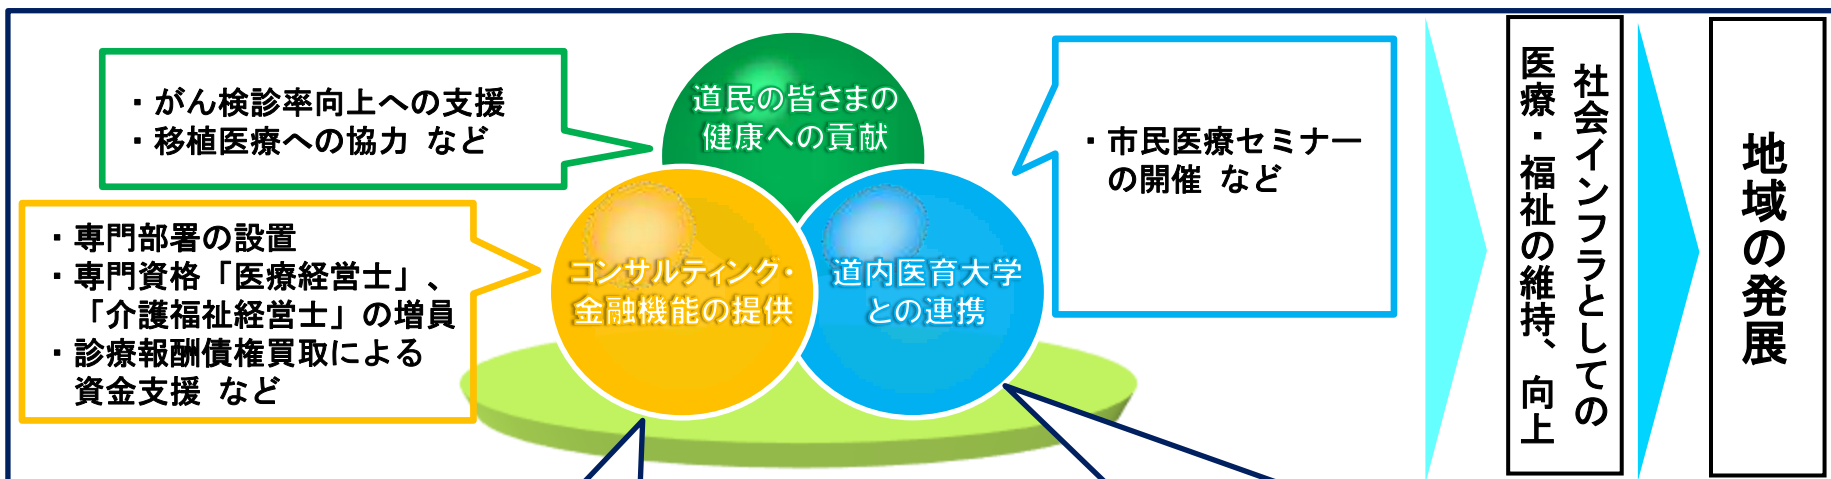 ・がん検診率向上への支援
・移植医療への協力 など
道民の皆さまの
健康への貢献
・市民医療セミナー
の開催 など
・専門部署の設置
・専門資格「医療経営士」、
「介護福祉経営士」の増員
・診療報酬債権買取による
資金支援 など
コンサルティング・
金融機能の提供
道内医育大学
との連携
社会インフラとしての
医療・福祉の維持、向上
地域の発展